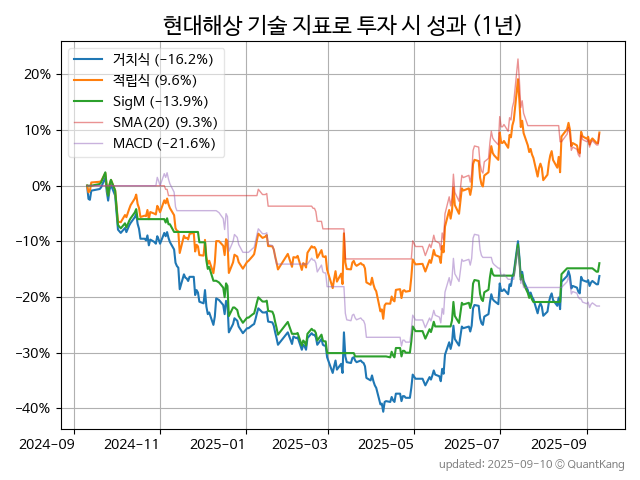 현대해상 기술 지표로 투자 시 성과 (1년)
거치식 (−16.2%)
적립식 (9.6%)
SigM (−13.9%)
SMA(20) (9.3%)
MACD (−21.6%)
20%
10%
0%
−10%
−20%
−30%
−40%
2024-09 2024-11 2025-01 2025-03 2025-05 2025-07 2025-09
updated: 2025-09-10 © QuantKang